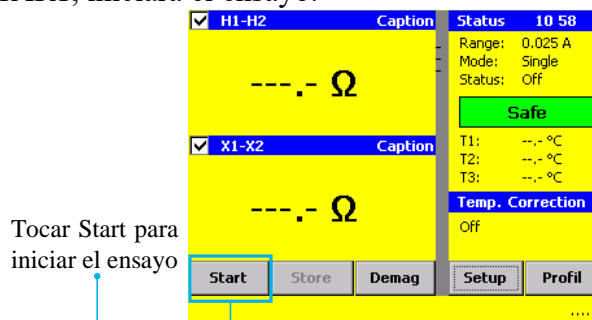 H1-H2 Caption
---.- Ω
X1-X2 Caption
---.- Ω
Status 10 58
Range: 0.025 A
Mode: Single
Status: Off
Safe
T1: --.- °C
T2: --.- °C
T3: --.- °C
Temp. Correction
Off
Tocar Start para
iniciar el ensayo
Start Store Demag Setup Profil
....